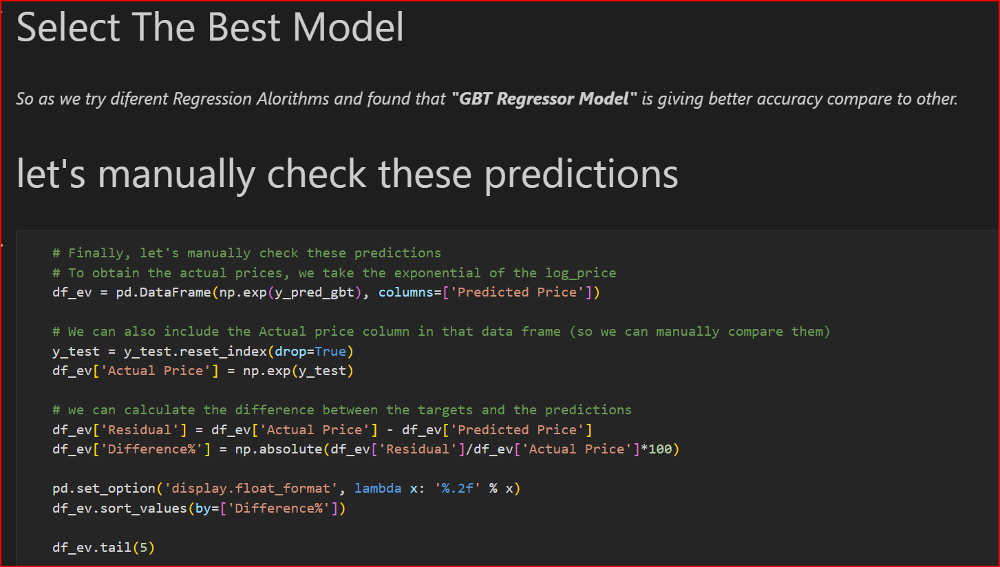 Select The Best Model
So as we try diferent Regression Alorithms and found that "GBT Regressor Model" is giving better accuracy compare to other.
let's manually check these predictions
# Finally, let's manually check these predictions
# To obtain the actual prices, we take the exponential of the log_price
df_ev = pd.DataFrame(np.exp(y_pred_gbt), columns=['Predicted Price'])
# We can also include the Actual price column in that data frame (so we can manually compare them)
y_test = y_test.reset_index(drop=True)
df_ev['Actual Price'] = np.exp(y_test)
# we can calculate the difference between the targets and the predictions
df_ev['Residual'] = df_ev['Actual Price'] - df_ev['Predicted Price']
df_ev['Difference%'] = np.absolute(df_ev['Residual']/df_ev['Actual Price']*100)
pd.set_option('display.float_format', lambda x: '%.2f' % x)
df_ev.sort_values(by=['Difference%'])
df_ev.tail(5)